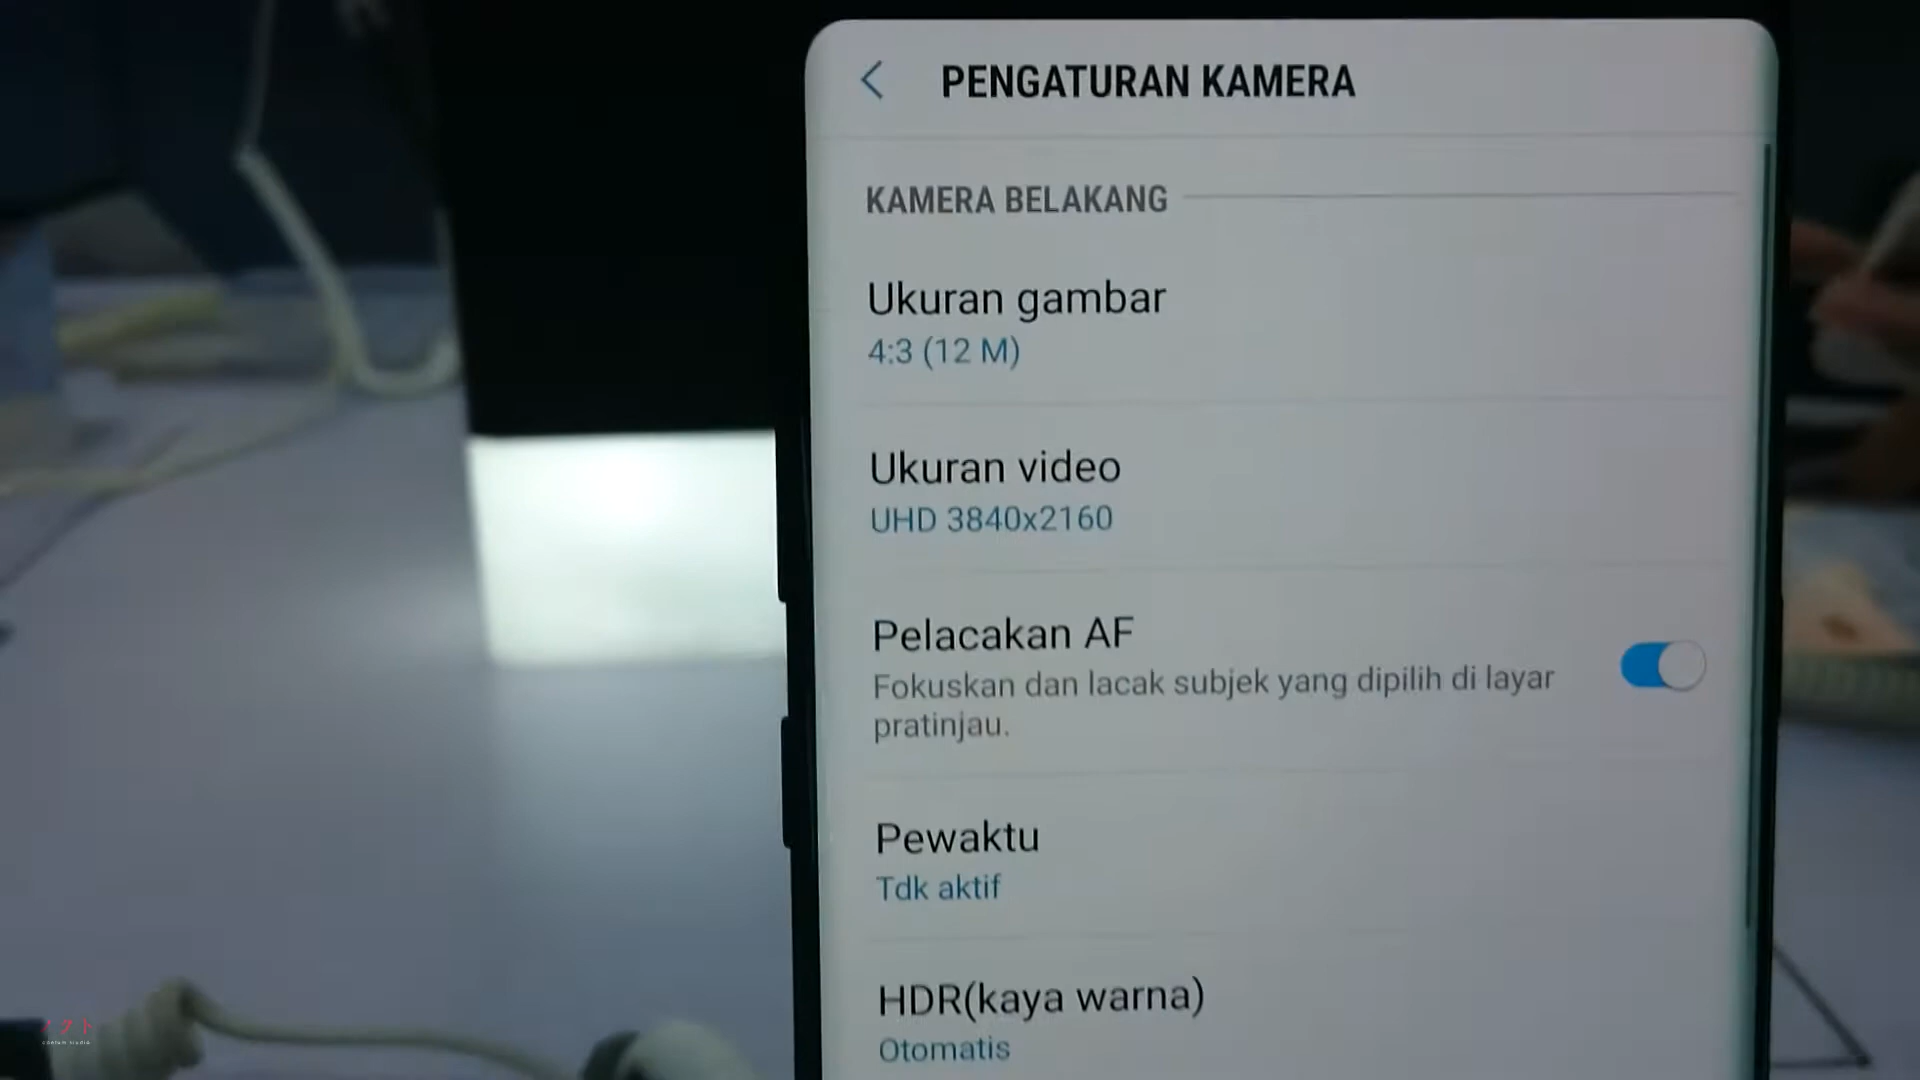 PENGATURAN KAMERA
KAMERA BELAKANG
Ukuran gambar
4:3 (12 M)
Ukuran video
UHD 3840x2160
Pelacakan AF
Fokuskan dan lacak subjek yang dipilih di layar
pratinjau.
Pewaktu
Tdk aktif
HDR(kaya warna)
Otomatis